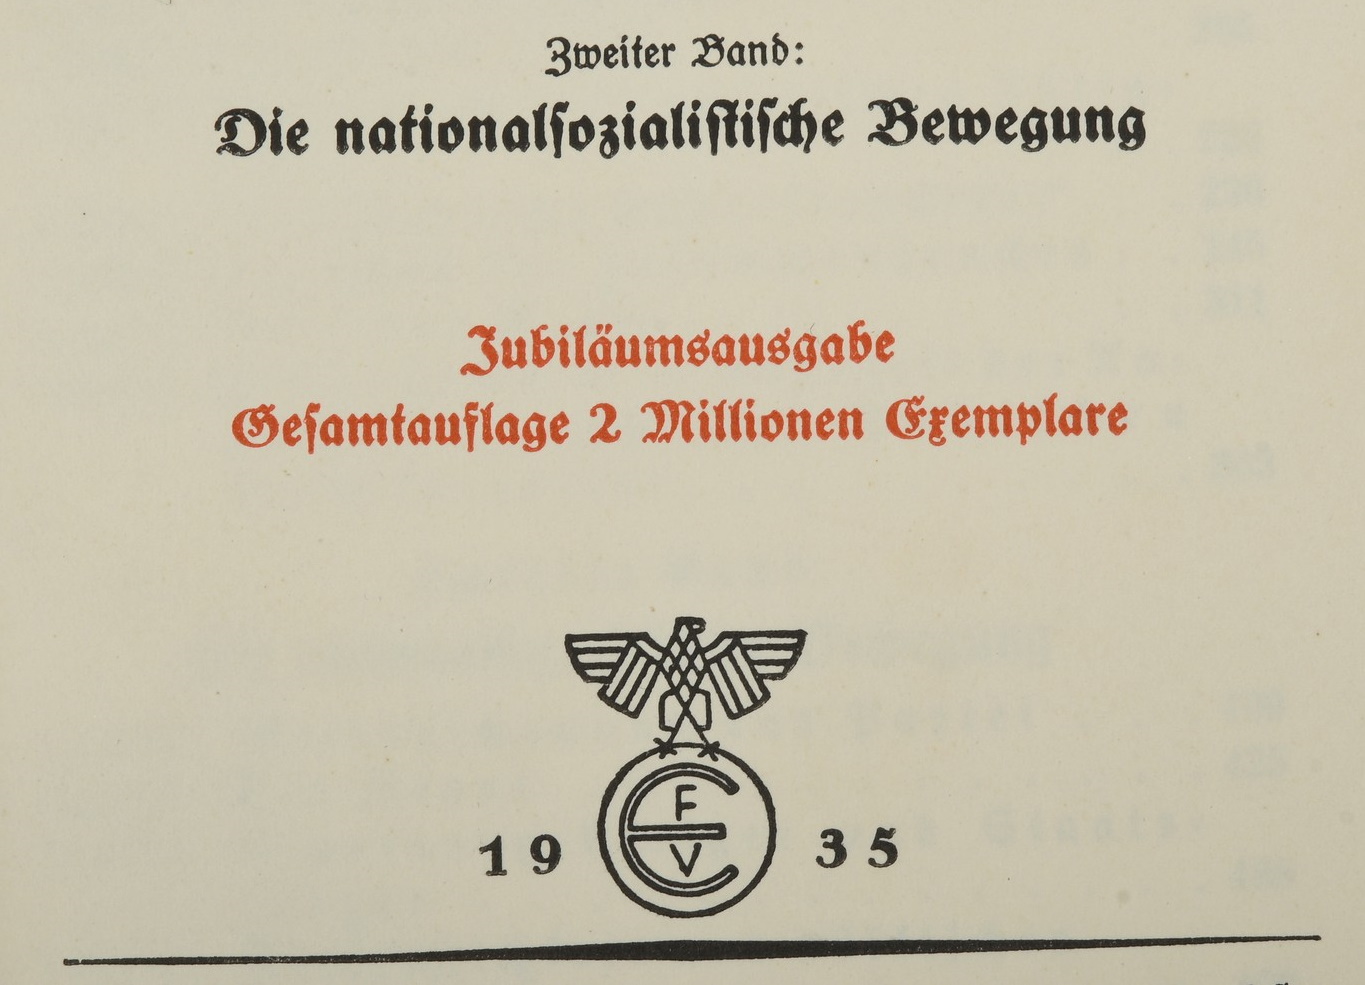 Zweiter Band:
Die nationalsozialistische Bewegung
Jubiläumsausgabe
Gesamtauflage 2 Millionen Exemplare
F
E
V
19 35